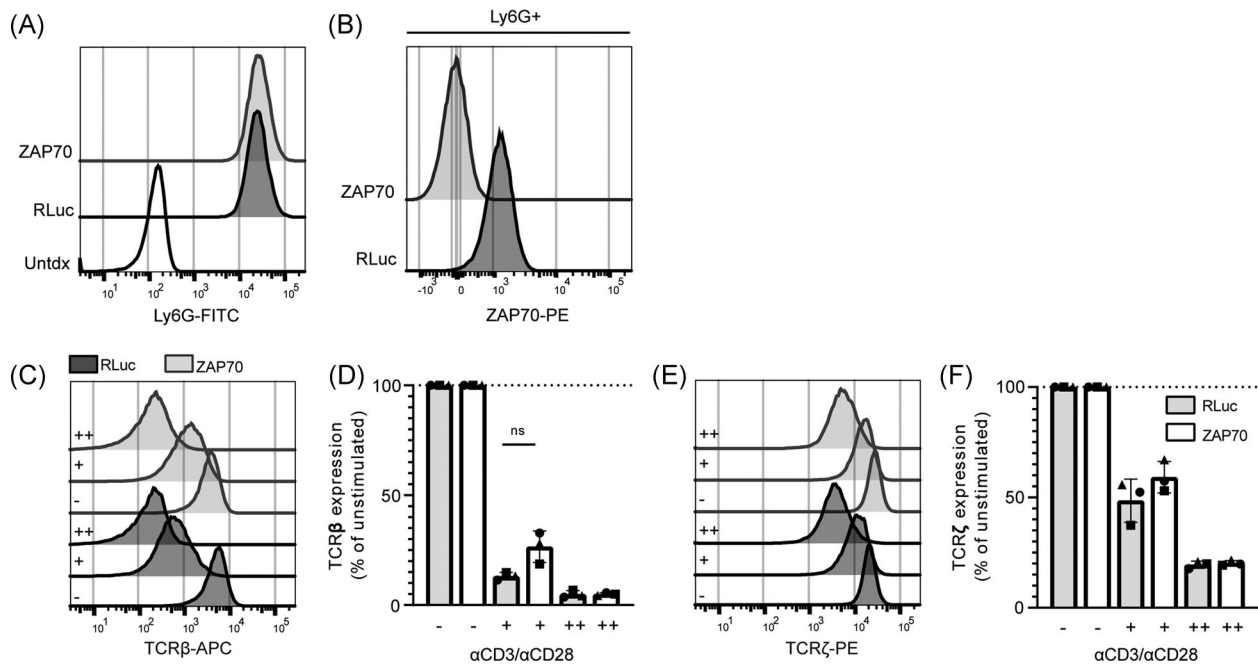 (A)
ZAP70
RLuc
Untdx
10¹ 10² 10³ 10⁴ 10⁵
Ly6G-FITC
(B)
Ly6G+
ZAP70
RLuc
-10³ 0 10³ 10⁴ 10⁵
ZAP70-PE
(C)
RLuc ZAP70
++
+
-
++
+
-
10¹ 10² 10³ 10⁴ 10⁵
TCRβ-APC
(D)
TCRβ expression
(% of unstimulated)
100
50
0
ns
- - + + ++ ++
αCD3/αCD28
(E)
++
+
-
++
+
-
10¹ 10² 10³ 10⁴ 10⁵
TCRζ-PE
(F)
TCRζ expression
(% of unstimulated)
100
50
0
RLuc
ZAP70
- - + + ++ ++
αCD3/αCD28